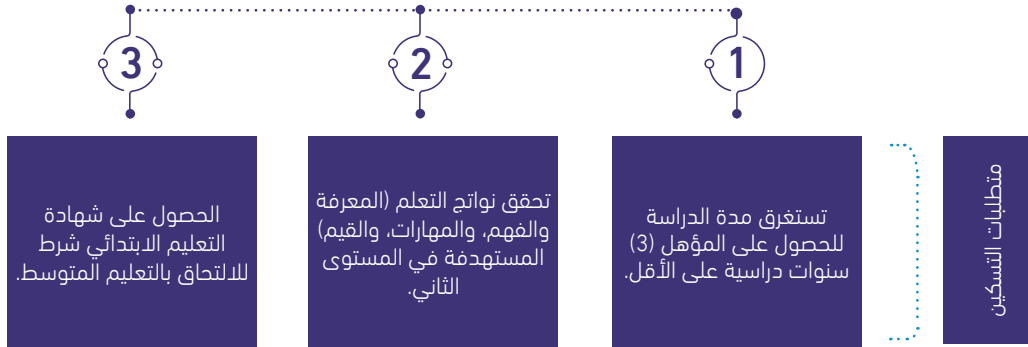 متطلبات التسكين
1
تستغرق مدة الدراسة
للحصول على المؤهل (3)
سنوات دراسية على الأقل.
2
تحقق نواتج التعلم (المعرفة
والفهم، والمهارات، والقيم)
المستهدفة في المستوى
الثاني.
3
الحصول على شهادة
التعليم الابتدائي شرط
للالتحاق بالتعليم المتوسط.